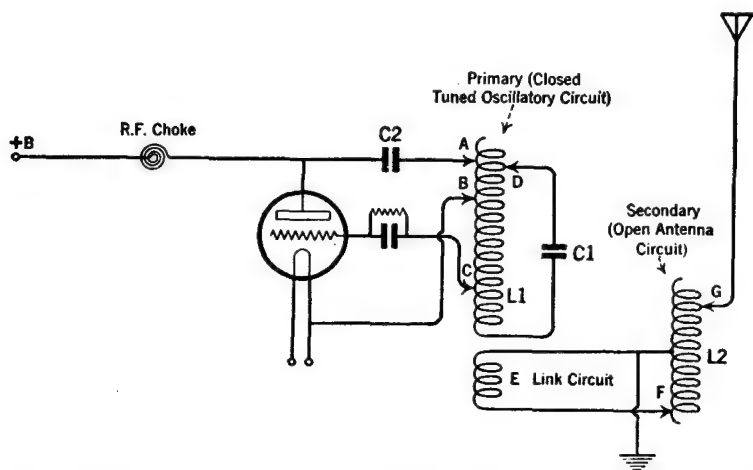 Primary (Closed
Tuned Oscillatory Circuit)
+B
R.F. Choke
C2
A
D
B
Secondary
(Open Antenna
Circuit)
C1
G
C
L1
L2
E Link Circuit
F